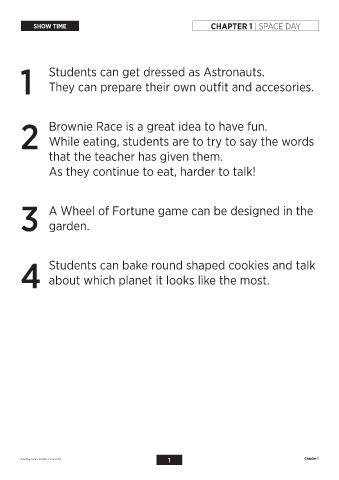 SHOW TIME
CHAPTER 1 | SPACE DAY
1
Students can get dressed as Astronauts.
They can prepare their own outfit and accesories.
2
Brownie Race is a great idea to have fun.
While eating, students are to try to say the words
that the teacher has given them.
As they continue to eat, harder to talk!
3
A Wheel of Fortune game can be designed in the
garden.
4
Students can bake round shaped cookies and talk
about which planet it looks like the most.
1
Chapter 1